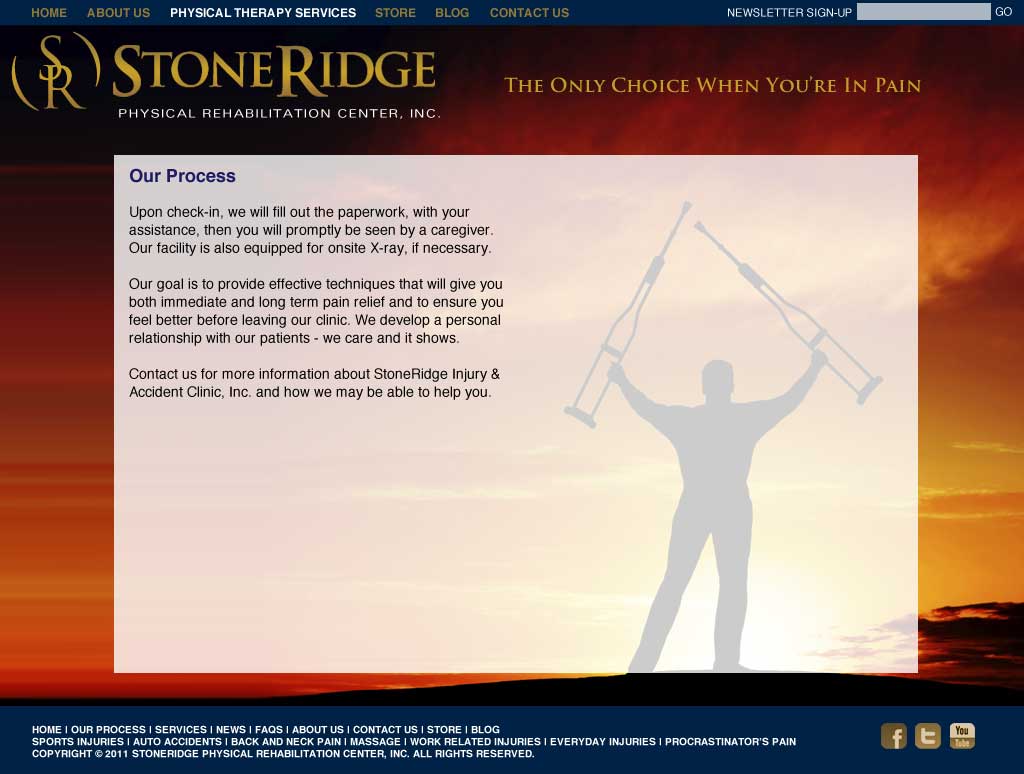 HOME ABOUT US PHYSICAL THERAPY SERVICES STORE BLOG CONTACT US NEWSLETTER SIGN-UP GO
SR STONERIDGE
PHYSICAL REHABILITATION CENTER, INC.
THE ONLY CHOICE WHEN YOU'RE IN PAIN
Our Process
Upon check-in, we will fill out the paperwork, with your
assistance, then you will promptly be seen by a caregiver.
Our facility is also equipped for onsite X-ray, if necessary.
Our goal is to provide effective techniques that will give you
both immediate and long term pain relief and to ensure you
feel better before leaving our clinic. We develop a personal
relationship with our patients - we care and it shows.
Contact us for more information about StoneRidge Injury &
Accident Clinic, Inc. and how we may be able to help you.
HOME | OUR PROCESS | SERVICES | NEWS | FAQS | ABOUT US | CONTACT US | STORE | BLOG
SPORTS INJURIES | AUTO ACCIDENTS | BACK AND NECK PAIN | MASSAGE | WORK RELATED INJURIES | EVERYDAY INJURIES | PROCRASTINATOR'S PAIN
COPYRIGHT © 2011 STONERIDGE PHYSICAL REHABILITATION CENTER, INC. ALL RIGHTS RESERVED.
f t You
Tube